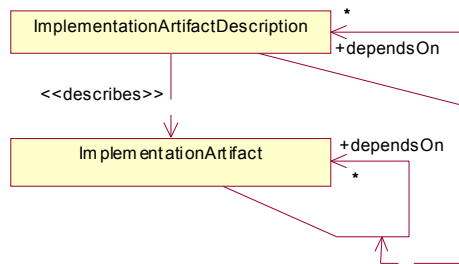 ImplementationArtifactDescription
*
+dependsOn
<<describes>>
ImplementationArtifact
+dependsOn
*